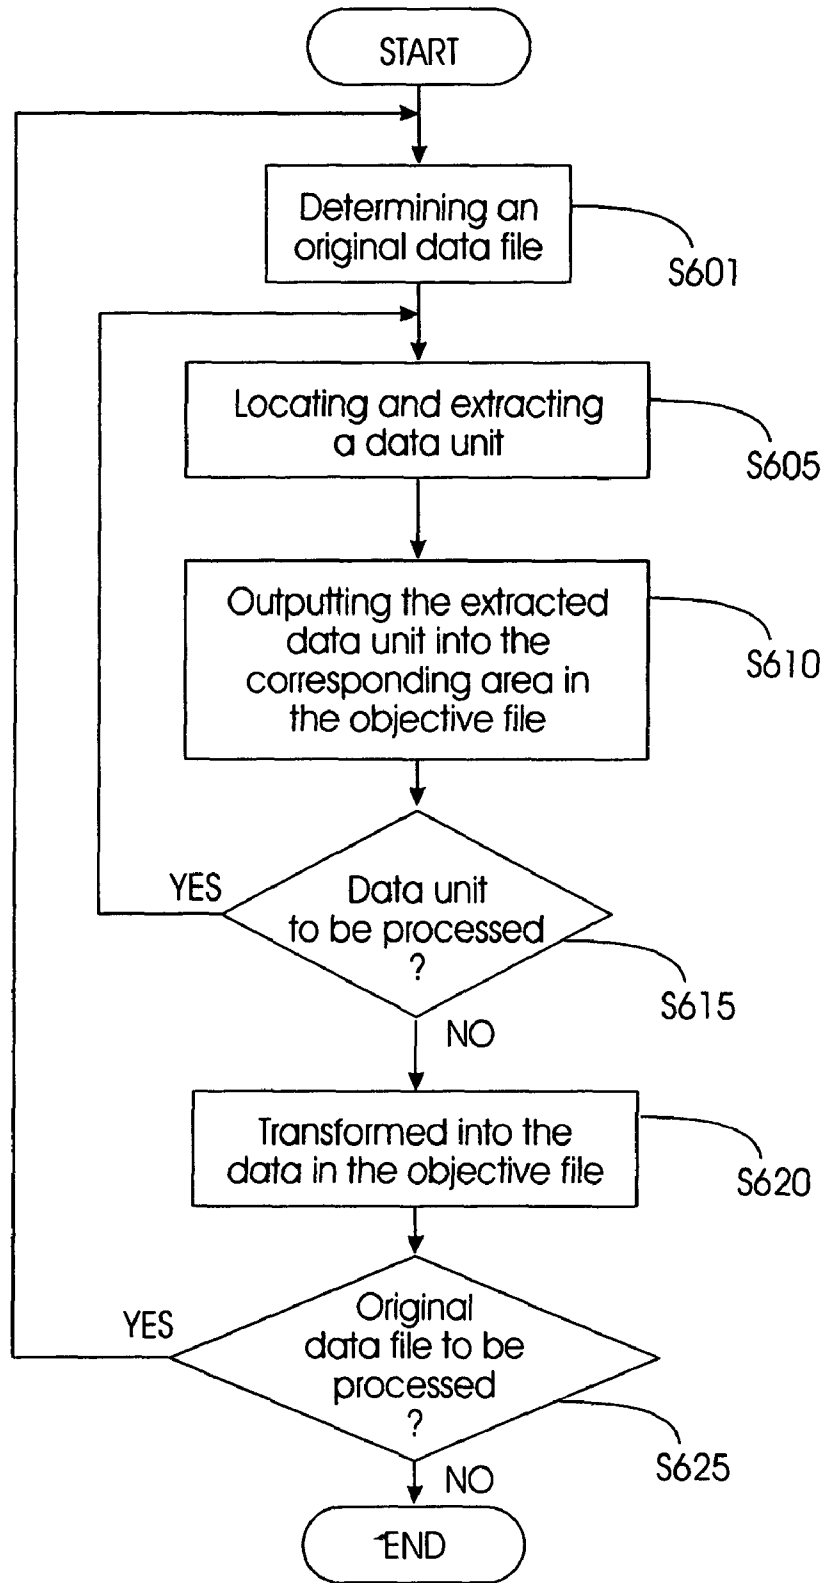 START
Determining an
original data file
S601
Locating and extracting
a data unit
S605
Outputting the extracted
data unit into the
corresponding area in
the objective file
S610
YES
Data unit
to be processed
?
S615
NO
Transformed into the
data in the objective file
S620
YES
Original
data file to be
processed
?
S625
NO
END